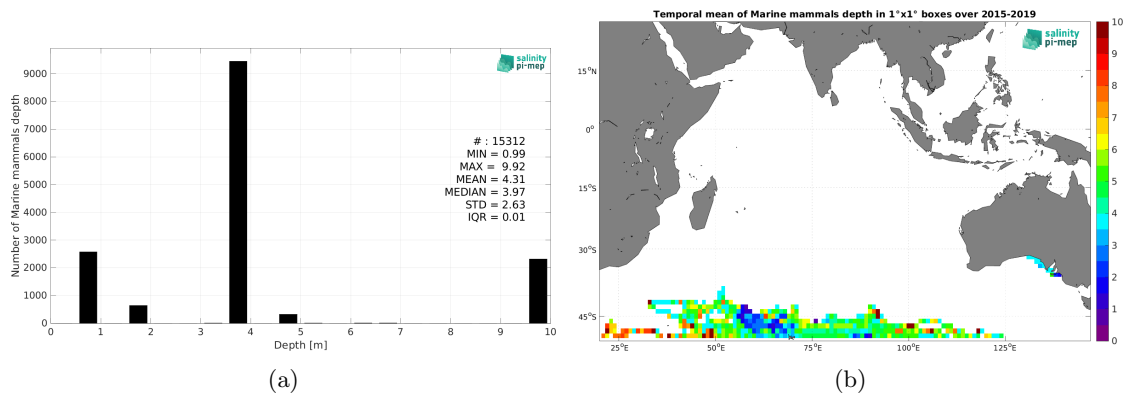 salinity
pi-mep
9000
8000
7000
6000
5000
4000
3000
2000
1000
0
Number of Marine mammals depth
# : 15312
MIN = 0.99
MAX = 9.92
MEAN = 4.31
MEDIAN = 3.97
STD = 2.63
IQR = 0.01
0 1 2 3 4 5 6 7 8 9 10
Depth [m]
(a)
Temporal mean of Marine mammals depth in 1°x1° boxes over 2015-2019
salinity
pi-mep
15°N
0°
15°S
30°S
45°S
25°E 50°E 75°E 100°E 125°E
10
9
8
7
6
5
4
3
2
1
0
(b)